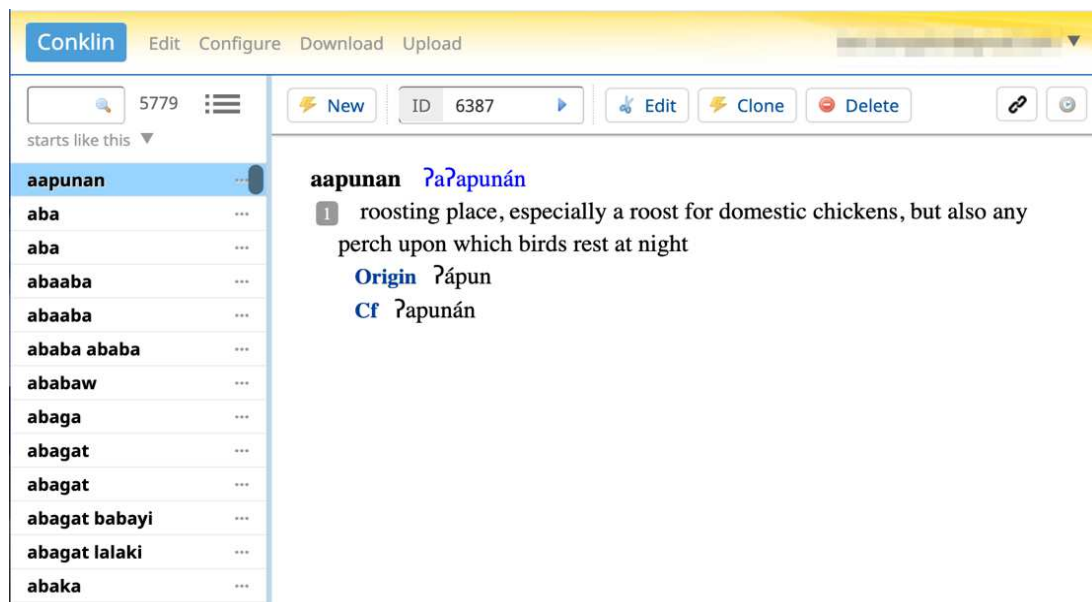 Conklin Edit Configure Download Upload ▼
5779
New ID 6387 Edit Clone Delete
starts like this ▼
aapunan ...
aba ...
aba ...
abaaba ...
abaaba ...
ababa ababa ...
ababaw ...
abaga ...
abagat ...
abagat ...
abagat babayi ...
abagat lalaki ...
abaka ...
aapunan ʔaʔapunán
1 roosting place, especially a roost for domestic chickens, but also any
perch upon which birds rest at night
Origin ʔápun
Cf ʔapunán